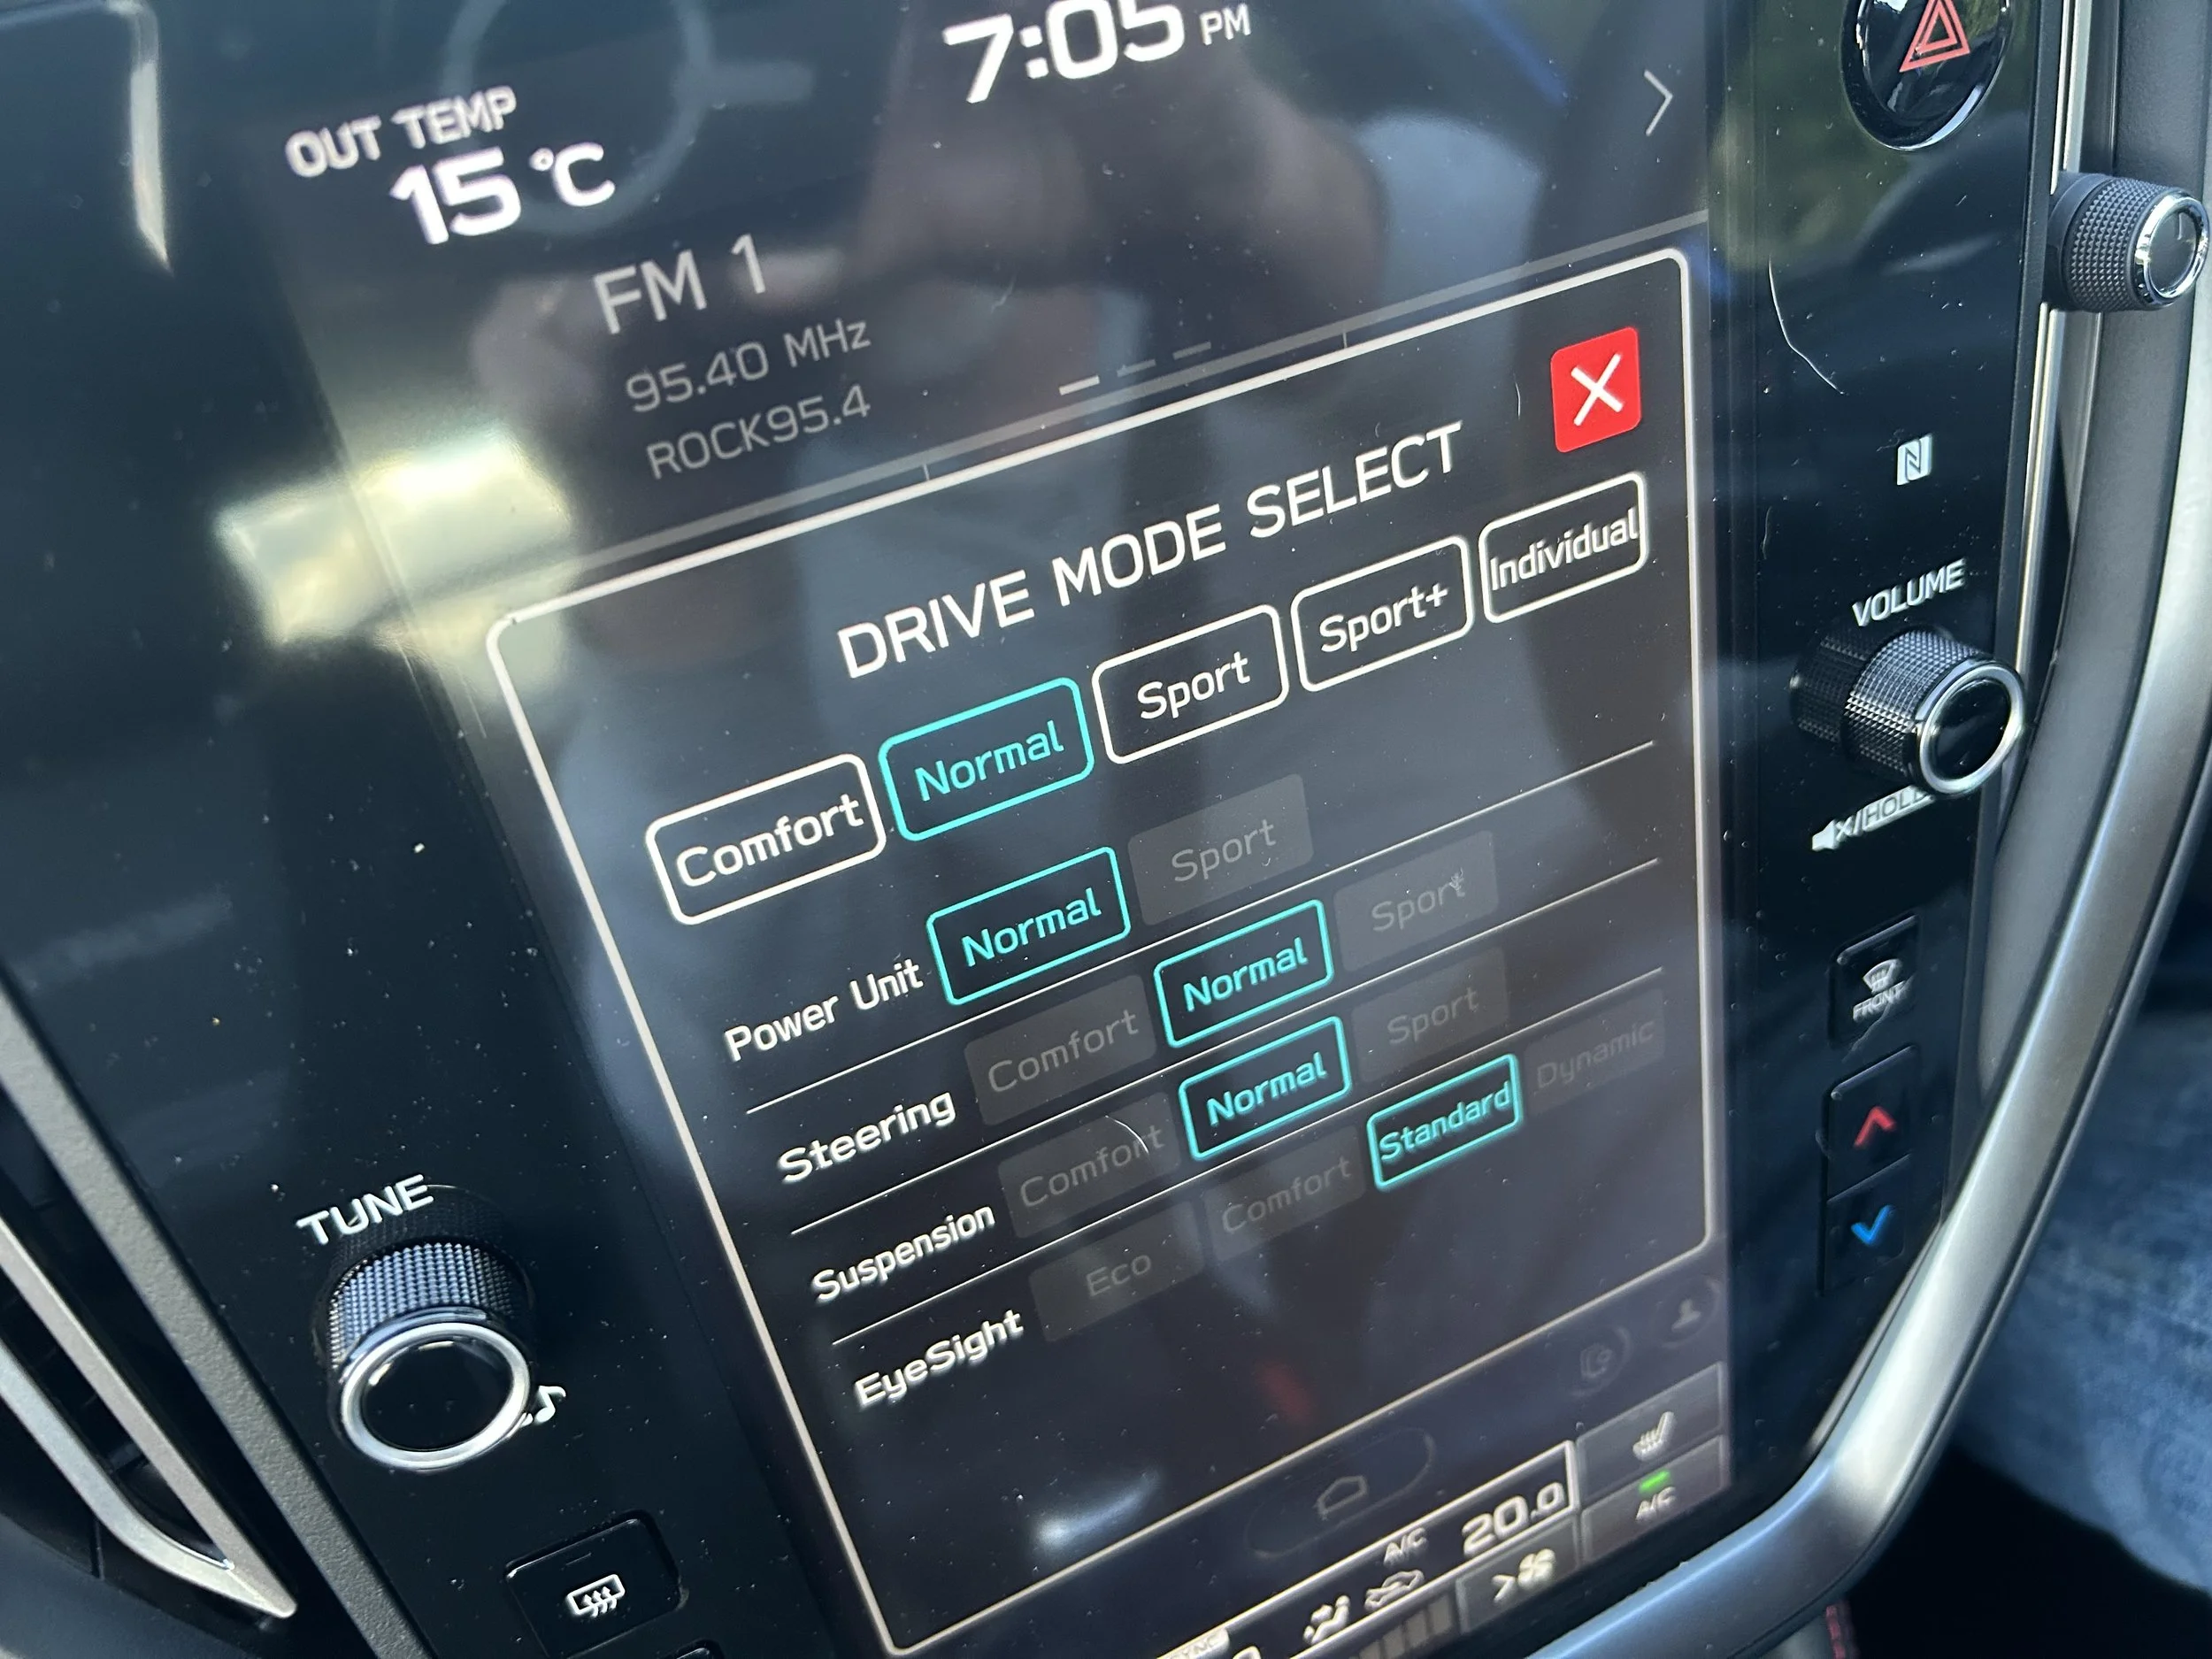 7:05 PM
OUT TEMP
15 °C
FM 1
95.40 MHz
ROCK95.4
DRIVE MODE SELECT
Comfort Normal Sport Sport+ Individual
Power Unit Normal Sport
Steering Comfort Normal Sport
Suspension Comfort Normal Sport
EyeSight Eco Comfort Standard Dynamic
VOLUME
/HOLD
FRONT
TUNE
A/C 20.0
A/C